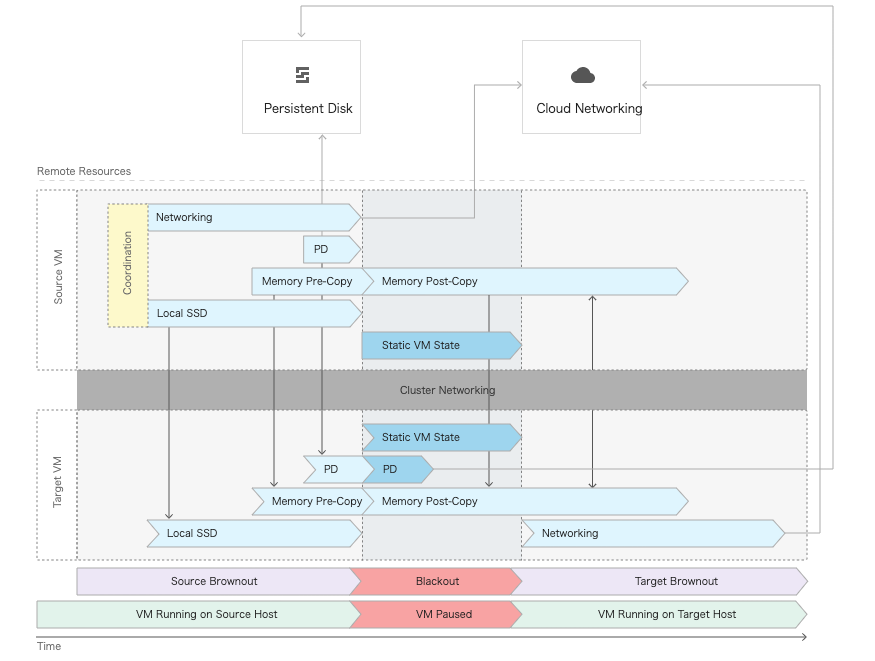 Persistent Disk
Cloud Networking
Remote Resources
Source VM
Coordination
Networking
PD
Memory Pre-Copy
Memory Post-Copy
Local SSD
Static VM State
Cluster Networking
Target VM
Static VM State
PD
PD
Memory Pre-Copy
Memory Post-Copy
Local SSD
Networking
Source Brownout
Blackout
Target Brownout
VM Running on Source Host
VM Paused
VM Running on Target Host
Time